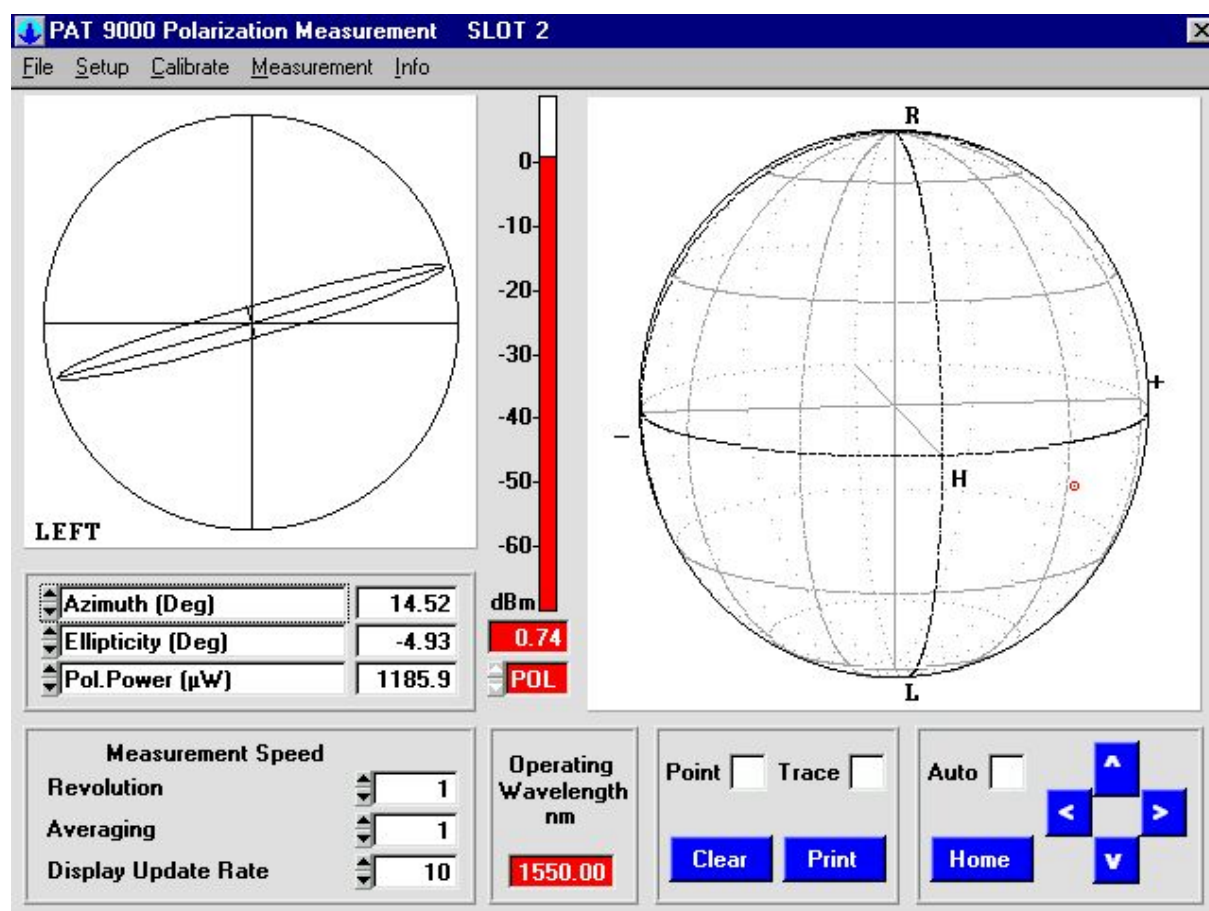 PAT 9000 Polarization Measurement SLOT 2
File Setup Calibrate Measurement Info
LEFT
0
-10
-20
-30
-40
-50
-60
dBm
0.74
POL
R
+
–
H
L
Azimuth (Deg) 14.52
Ellipticity (Deg) -4.93
Pol.Power (µW) 1185.9
Measurement Speed
Revolution 1
Averaging 1
Display Update Rate 10
Operating
Wavelength
nm
1550.00
Point Trace
Clear Print
Auto
Home
^
< >
v